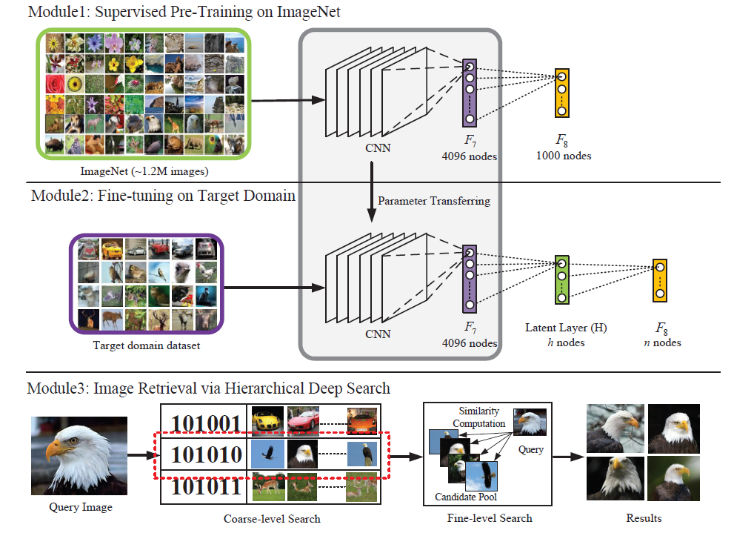 Module1: Supervised Pre-Training on ImageNet
CNN
F7
4096 nodes
F8
1000 nodes
ImageNet (~1.2M images)
Module2: Fine-tuning on Target Domain
Parameter Transferring
CNN
F7
4096 nodes
Latent Layer (H)
h nodes
F8
n nodes
Target domain dataset
Module3: Image Retrieval via Hierarchical Deep Search
101001
101010
101011
Similarity
Computation
Query
Candidate Pool
Query Image
Coarse-level Search
Fine-level Search
Results